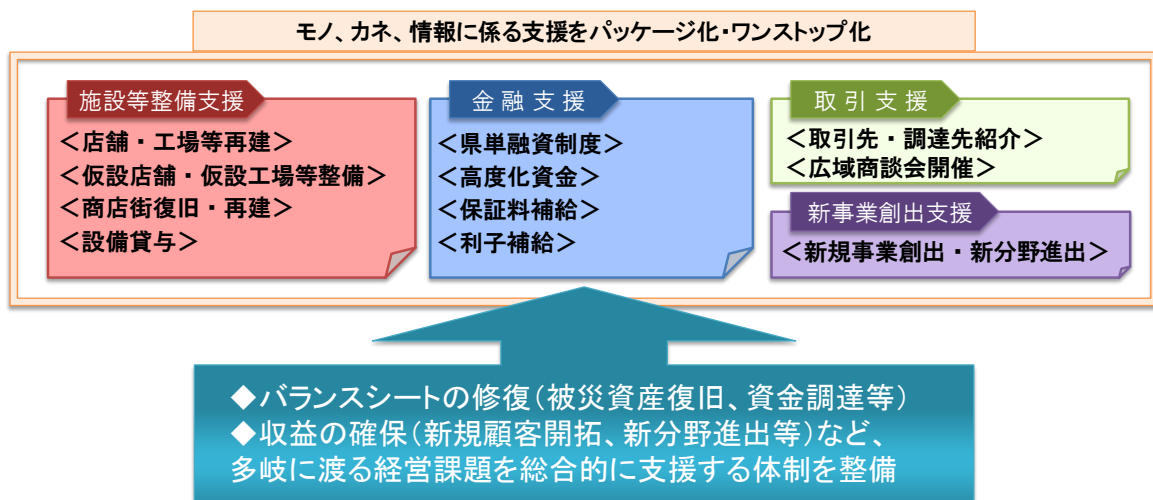 モノ、カネ、情報に係る支援をパッケージ化・ワンストップ化
施設等整備支援
＜店舗・工場等再建＞
＜仮設店舗・仮設工場等整備＞
＜商店街復旧・再建＞
＜設備貸与＞
金融支援
＜県単融資制度＞
＜高度化資金＞
＜保証料補給＞
＜利子補給＞
取引支援
＜取引先・調達先紹介＞
＜広域商談会開催＞
新事業創出支援
＜新規事業創出・新分野進出＞
◆バランスシートの修復（被災資産復旧、資金調達等）
◆収益の確保（新規顧客開拓、新分野進出等）など、
多岐に渡る経営課題を総合的に支援する体制を整備